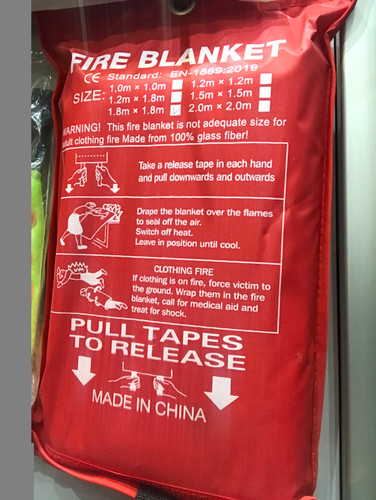 FIRE BLANKET
CE Standard: EN-1869:2019
SIZE: 1.0m × 1.0m 1.2m × 1.2m
1.2m × 1.8m 1.5m × 1.5m
1.8m × 1.8m 2.0m × 2.0m
WARNING! This fire blanket is not adequate size for
adult clothing fire Made from 100% glass fiber!
Take a release tape in each hand
and pull downwards and outwards
Drape the blanket over the flames
to seal off the air.
Switch off heat.
Leave in position until cool.
CLOTHING FIRE
If clothing is on fire, force victim to
the ground. Wrap them in the fire
blanket, call for medical aid and
treat for shock.
PULL TAPES
TO RELEASE
MADE IN CHINA